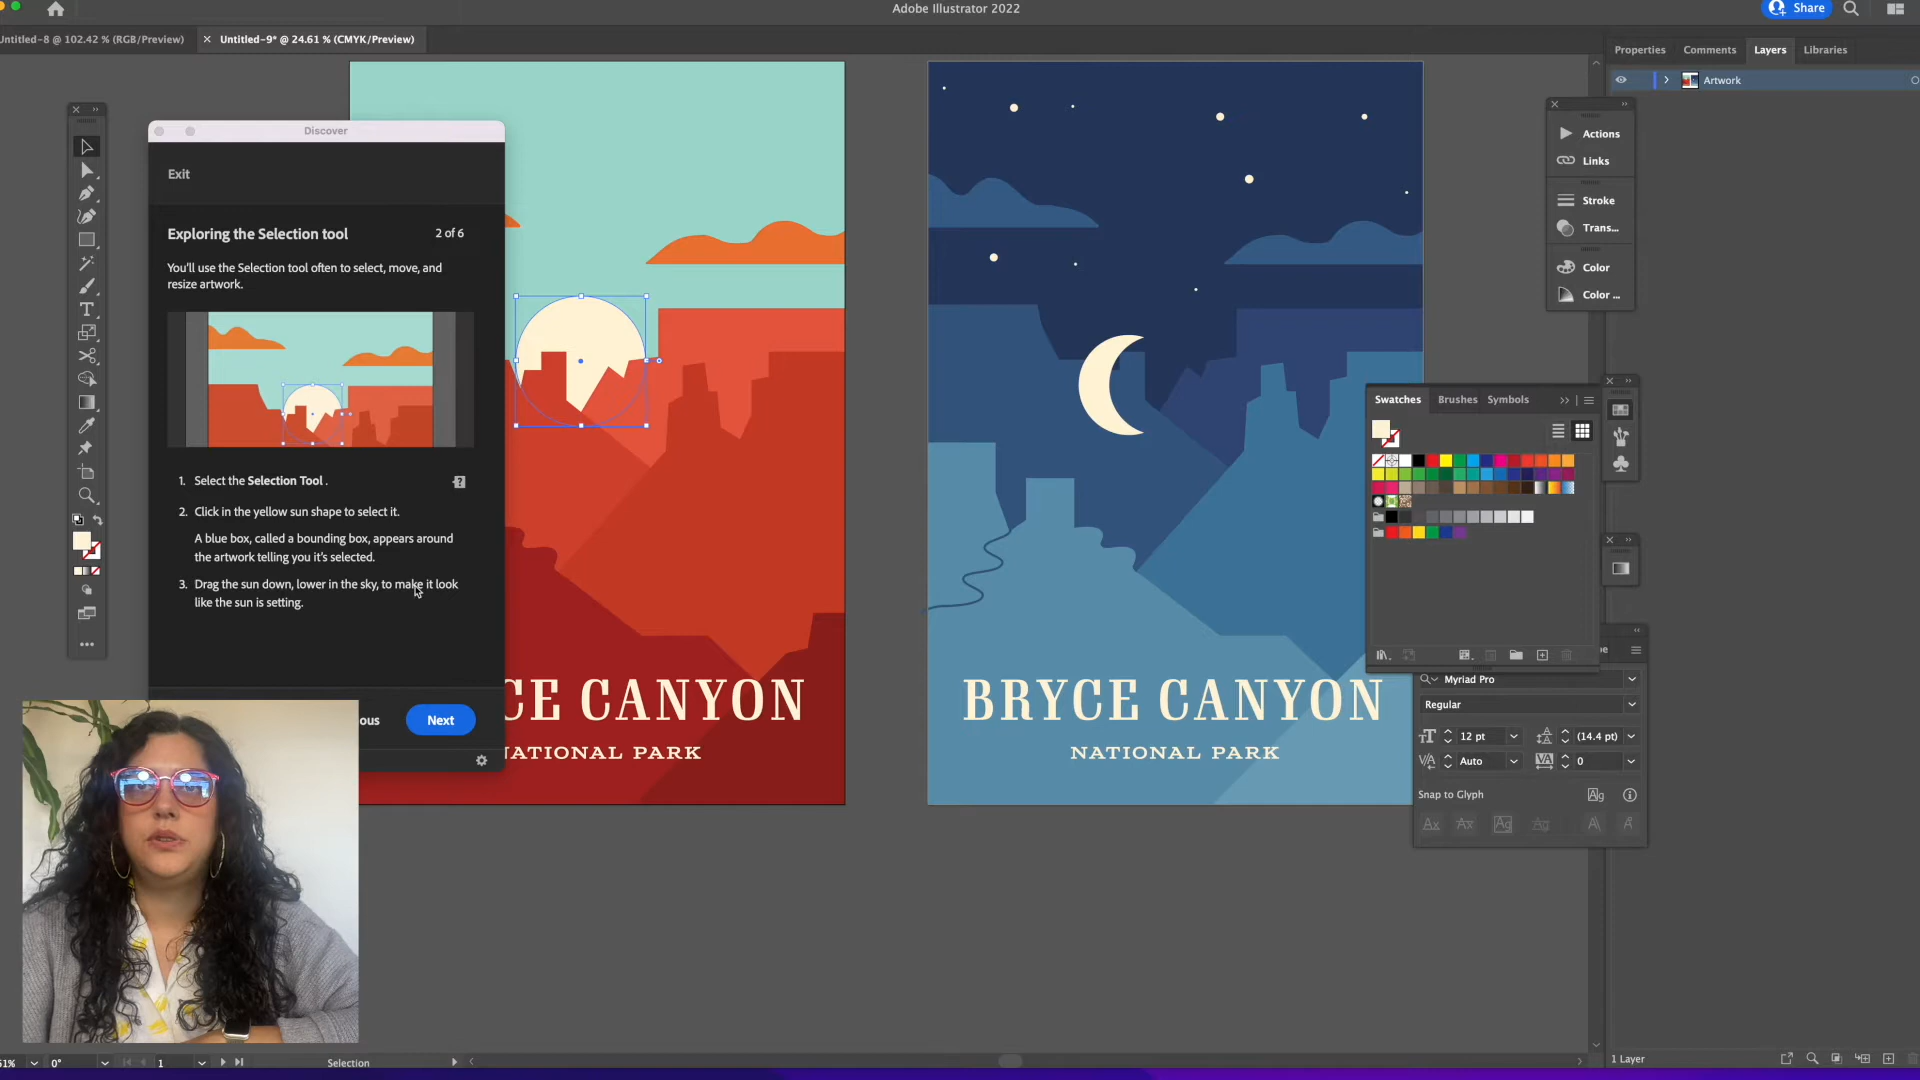 Adobe Illustrator 2022
Share
Untitled-8 @ 102.42 % (RGB/Preview)
× Untitled-9* @ 24.61 % (CMYK/Preview)
Properties
Comments
Layers
Libraries
Artwork
Discover
Exit
Exploring the Selection tool
2 of 6
You'll use the Selection tool often to select, move, and
resize artwork.
1. Select the Selection Tool .
2. Click in the yellow sun shape to select it.
A blue box, called a bounding box, appears around
the artwork telling you it's selected.
3. Drag the sun down, lower in the sky, to make it look
like the sun is setting.
ous
Next
CE CANYON
NATIONAL PARK
BRYCE CANYON
NATIONAL PARK
Actions
Links
Stroke
Trans...
Color
Color ...
Swatches
Brushes
Symbols
Myriad Pro
Regular
12 pt
(14.4 pt)
Auto
0
Snap to Glyph
51%
0°
1
Selection
1 Layer